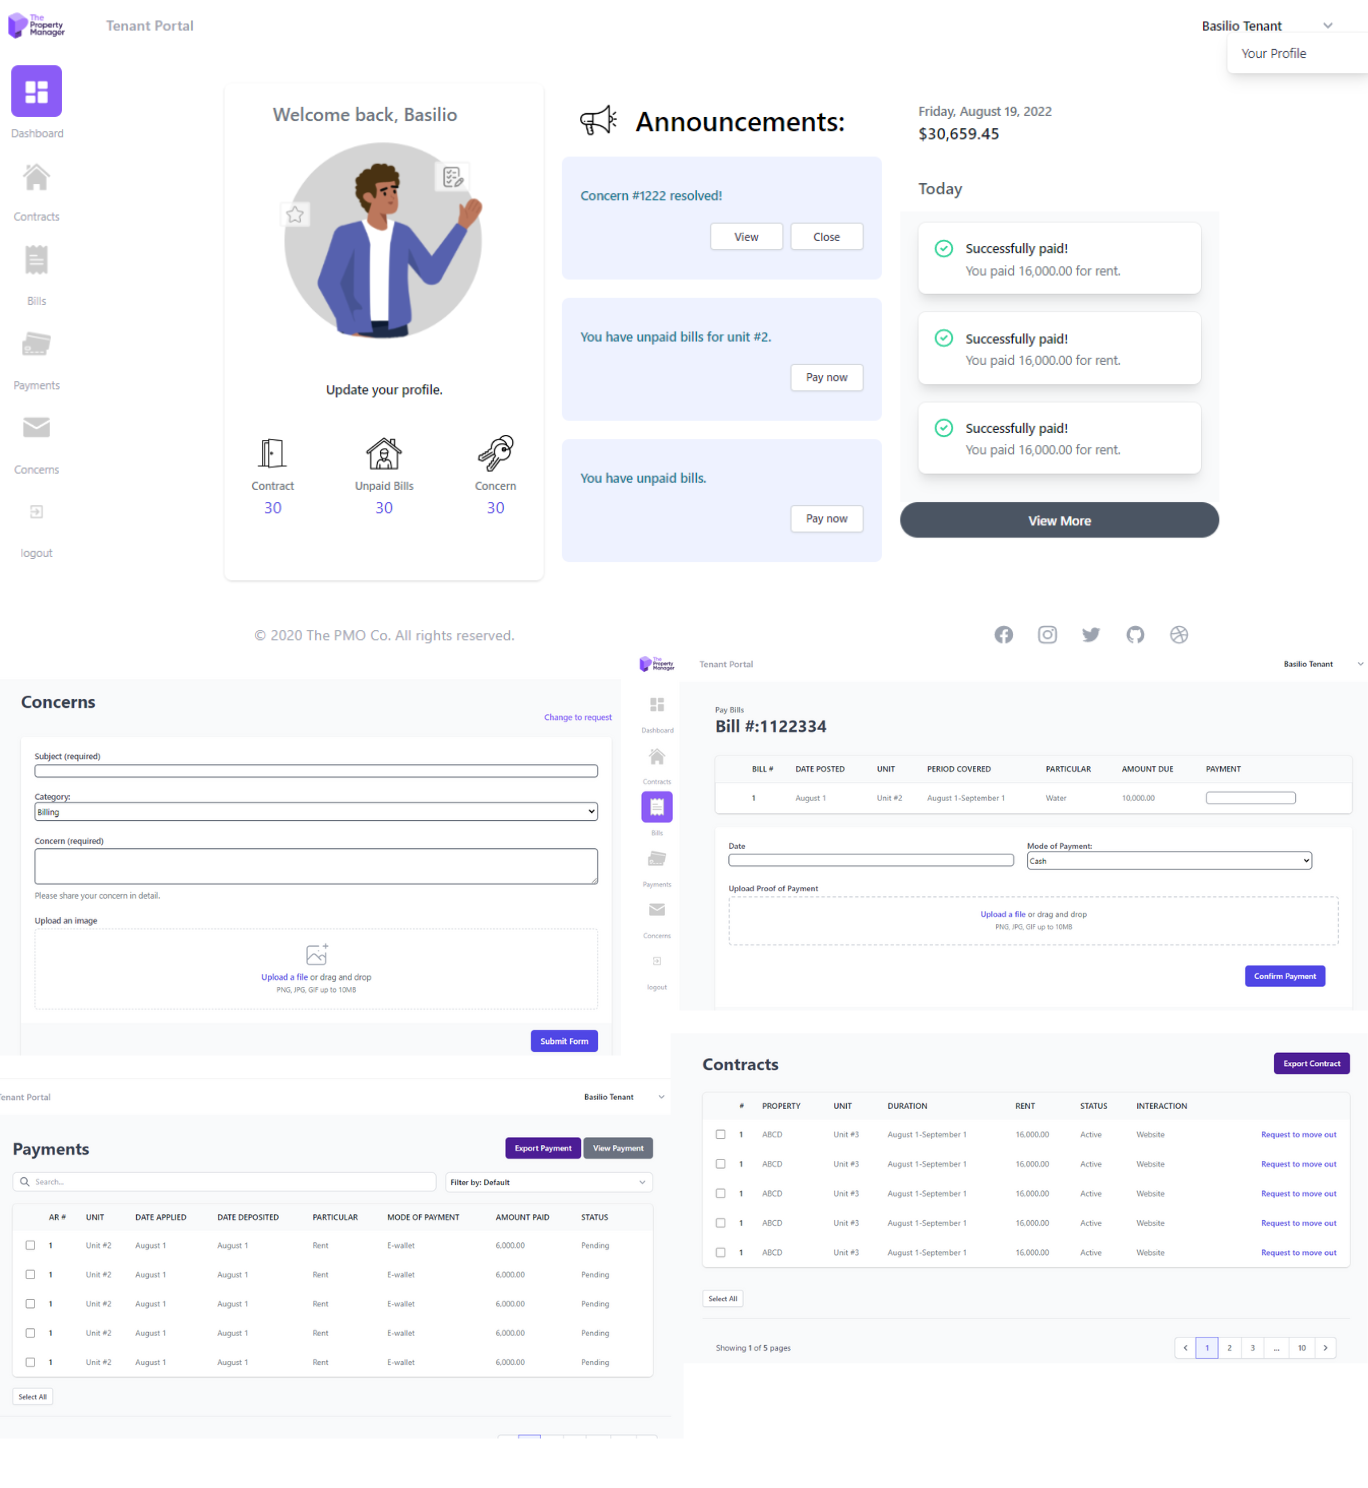 The
Property
Manager
Tenant Portal
Basilio Tenant
Your Profile
Dashboard
Contracts
Bills
Payments
Concerns
logout
Welcome back, Basilio
Update your profile.
Contract
30
Unpaid Bills
30
Concern
30
Announcements:
Concern #1222 resolved!
View
Close
You have unpaid bills for unit #2.
Pay now
You have unpaid bills.
Pay now
Friday, August 19, 2022
$30,659.45
Today
Successfully paid!
You paid 16,000.00 for rent.
Successfully paid!
You paid 16,000.00 for rent.
Successfully paid!
You paid 16,000.00 for rent.
View More
© 2020 The PMO Co. All rights reserved.
Concerns
Change to request
Subject (required)
Category:
Billing
Concern (required)
Please share your concern in detail.
Upload an image
Upload a file or drag and drop
PNG, JPG, GIF up to 10MB
Submit Form
The
Property
Manager
Tenant Portal
Basilio Tenant
Dashboard
Contracts
Bills
Payments
Concerns
logout
Pay Bills
Bill #:1122334
BILL # DATE POSTED UNIT PERIOD COVERED PARTICULAR AMOUNT DUE PAYMENT
1 August 1 Unit #2 August 1-September 1 Water 10,000.00
Date
Mode of Payment:
Cash
Upload Proof of Payment
Upload a file or drag and drop
PNG, JPG, GIF up to 10MB
Confirm Payment
Tenant Portal
Basilio Tenant
Payments
Export Payment
View Payment
Search...
Filter by: Default
AR # UNIT DATE APPLIED DATE DEPOSITED PARTICULAR MODE OF PAYMENT AMOUNT PAID STATUS
1 Unit #2 August 1 August 1 Rent E-wallet 6,000.00 Pending
1 Unit #2 August 1 August 1 Rent E-wallet 6,000.00 Pending
1 Unit #2 August 1 August 1 Rent E-wallet 6,000.00 Pending
1 Unit #2 August 1 August 1 Rent E-wallet 6,000.00 Pending
1 Unit #2 August 1 August 1 Rent E-wallet 6,000.00 Pending
Select All
Contracts
Export Contract
# PROPERTY UNIT DURATION RENT STATUS INTERACTION
1 ABCD Unit #3 August 1-September 1 16,000.00 Active Website Request to move out
1 ABCD Unit #3 August 1-September 1 16,000.00 Active Website Request to move out
1 ABCD Unit #3 August 1-September 1 16,000.00 Active Website Request to move out
1 ABCD Unit #3 August 1-September 1 16,000.00 Active Website Request to move out
1 ABCD Unit #3 August 1-September 1 16,000.00 Active Website Request to move out
Select All
Showing 1 of 5 pages
1 2 3 ... 10